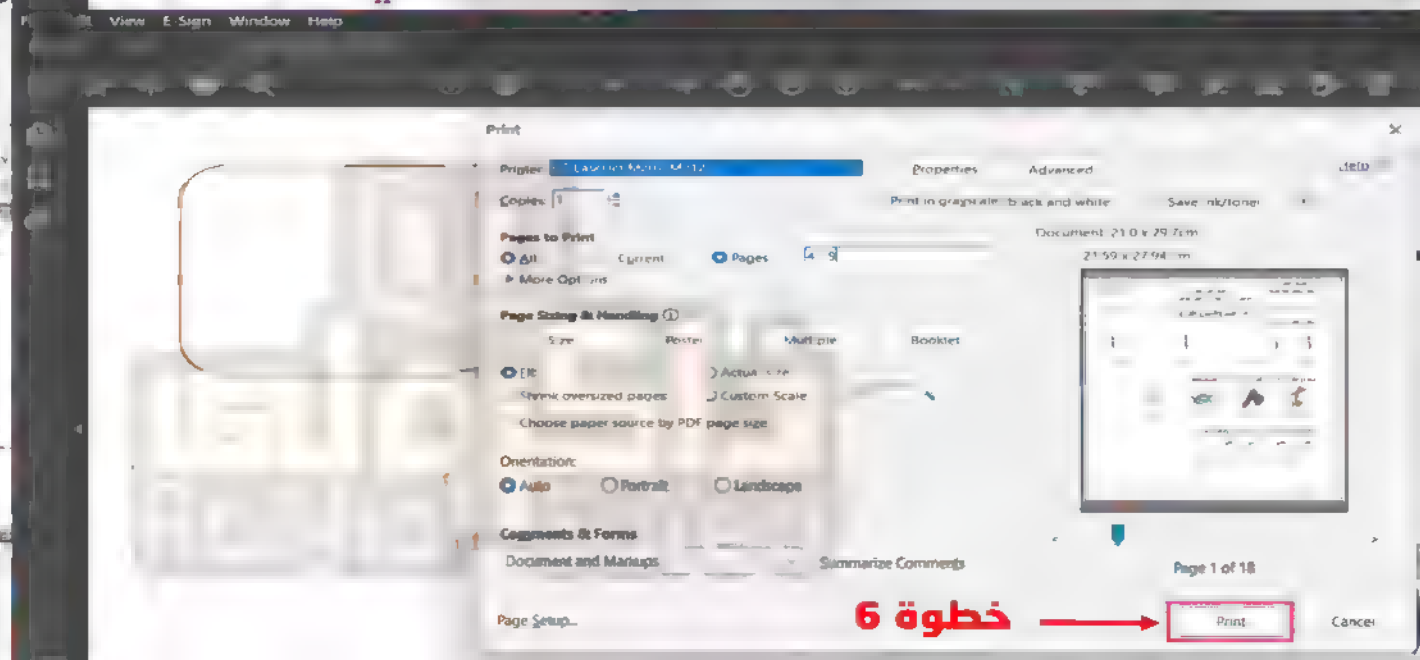 View E-Sign Window Help
Print
Printer:
Properties Advanced Help
Copies: 1
Print in grayscale black and white Save ink/toner
Pages to Print
Document: 21.0 x 29.7cm
All Current Pages
21.59 x 27.94 cm
More Options
Page Sizing & Handling
Size Poster Multiple Booklet
Fit Actual size
Shrink oversized pages Custom Scale
Choose paper source by PDF page size
Orientation:
Auto Portrait Landscape
Comments & Forms
Document and Markups Summarize Comments
Page 1 of 18
Page Setup...
خطوة 6
Print Cancel